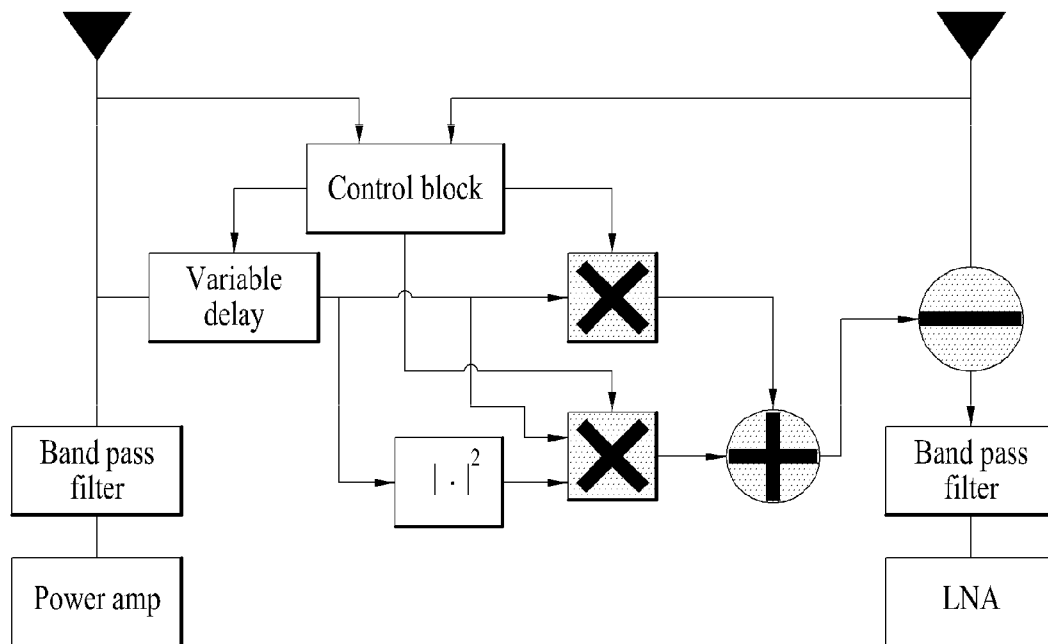 Control block
Variable
delay
Band pass
filter
| · |²
Band pass
filter
Power amp
LNA